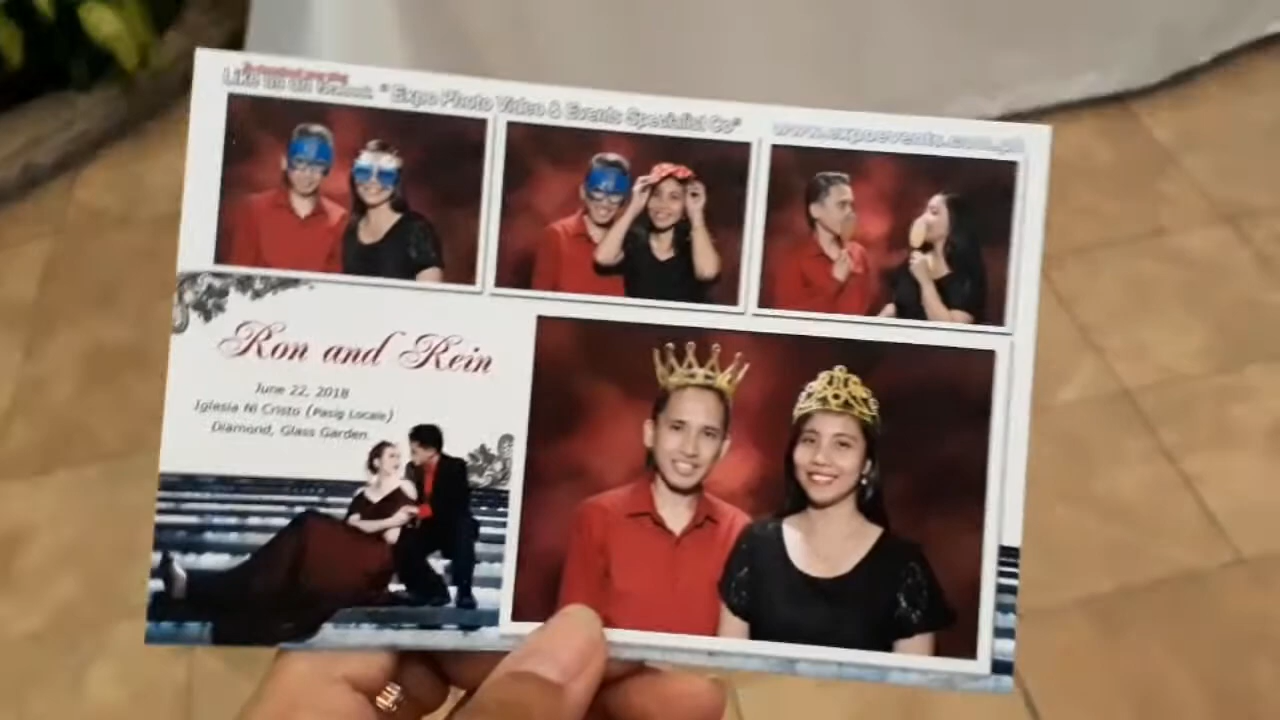 Like us on facebook " Expo Photo Video & Events Specialist Co"
www.expoevents.com.ph
Ron and Rein
June 22, 2018
Iglesia Ni Cristo (Pasig Locale)
Diamond, Glass Garden